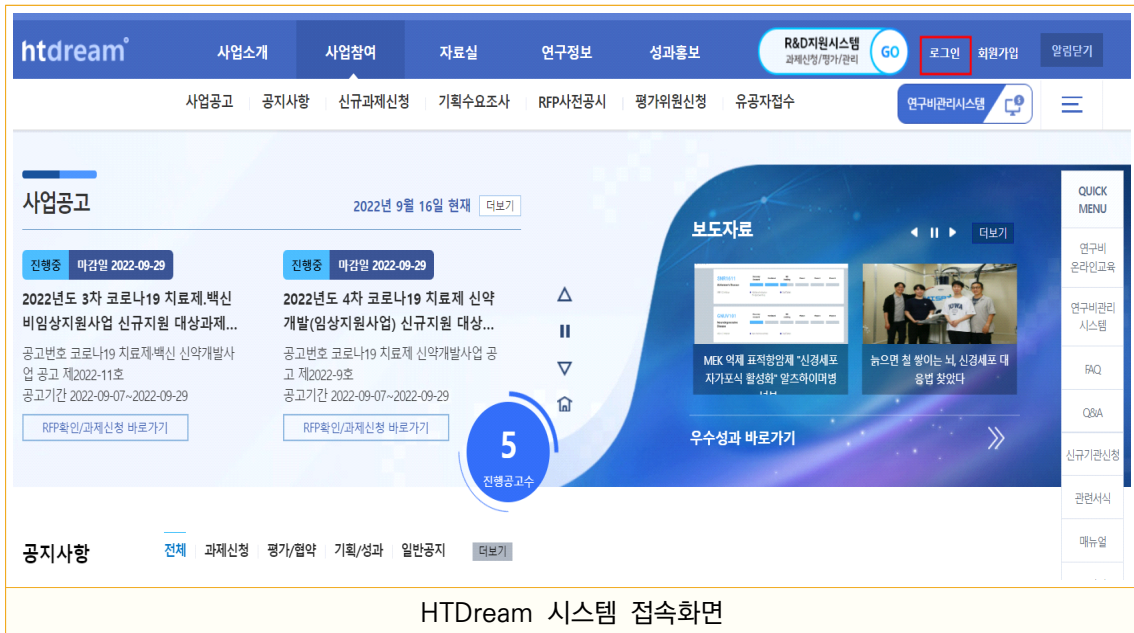 htdream
사업소개 사업참여 자료실 연구정보 성과홍보
R&D지원시스템
과제신청/평가/관리
GO
로그인 회원가입 알림닫기
사업공고 공지사항 신규과제신청 기획수요조사 RFP사전공시 평가위원신청 유공자접수
연구비관리시스템
사업공고
2022년 9월 16일 현재 더보기
진행중 마감일 2022-09-29
2022년도 3차 코로나19 치료제.백신
비임상지원사업 신규지원 대상과제...
공고번호 코로나19 치료제·백신 신약개발사
업 공고 제2022-11호
공고기간 2022-09-07~2022-09-29
RFP확인/과제신청 바로가기
진행중 마감일 2022-09-29
2022년도 4차 코로나19 치료제 신약
개발(임상지원사업) 신규지원 대상...
공고번호 코로나19 치료제 신약개발사업 공
고 제2022-9호
공고기간 2022-09-07~2022-09-29
RFP확인/과제신청 바로가기
5
진행공고수
보도자료
더보기
MEK 억제 표적항암제 "신경세포
자가포식 활성화" 알츠하이머병
늙으면 철 쌓이는 뇌, 신경세포 대
응법 찾았다
우수성과 바로가기
QUICK
MENU
연구비
온라인교육
연구비관리
시스템
FAQ
Q&A
신규기관신청
관련서식
매뉴얼
공지사항
전체 과제신청 평가/협약 기획/성과 일반공지 더보기
HTDream 시스템 접속화면